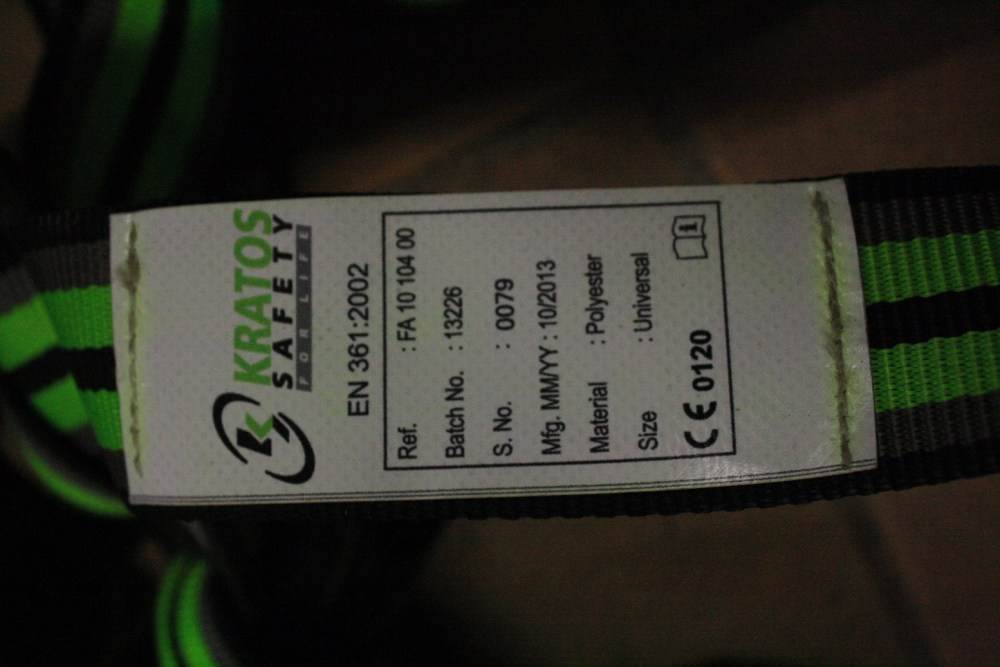 KRATOS
SAFETY
FOR LIFE
EN 361:2002
Ref. : FA 10 104 00
Batch No. : 13226
S. No. : 0079
Mfg. MM/YY : 10/2013
Material : Polyester
Size : Universal
CE 0120